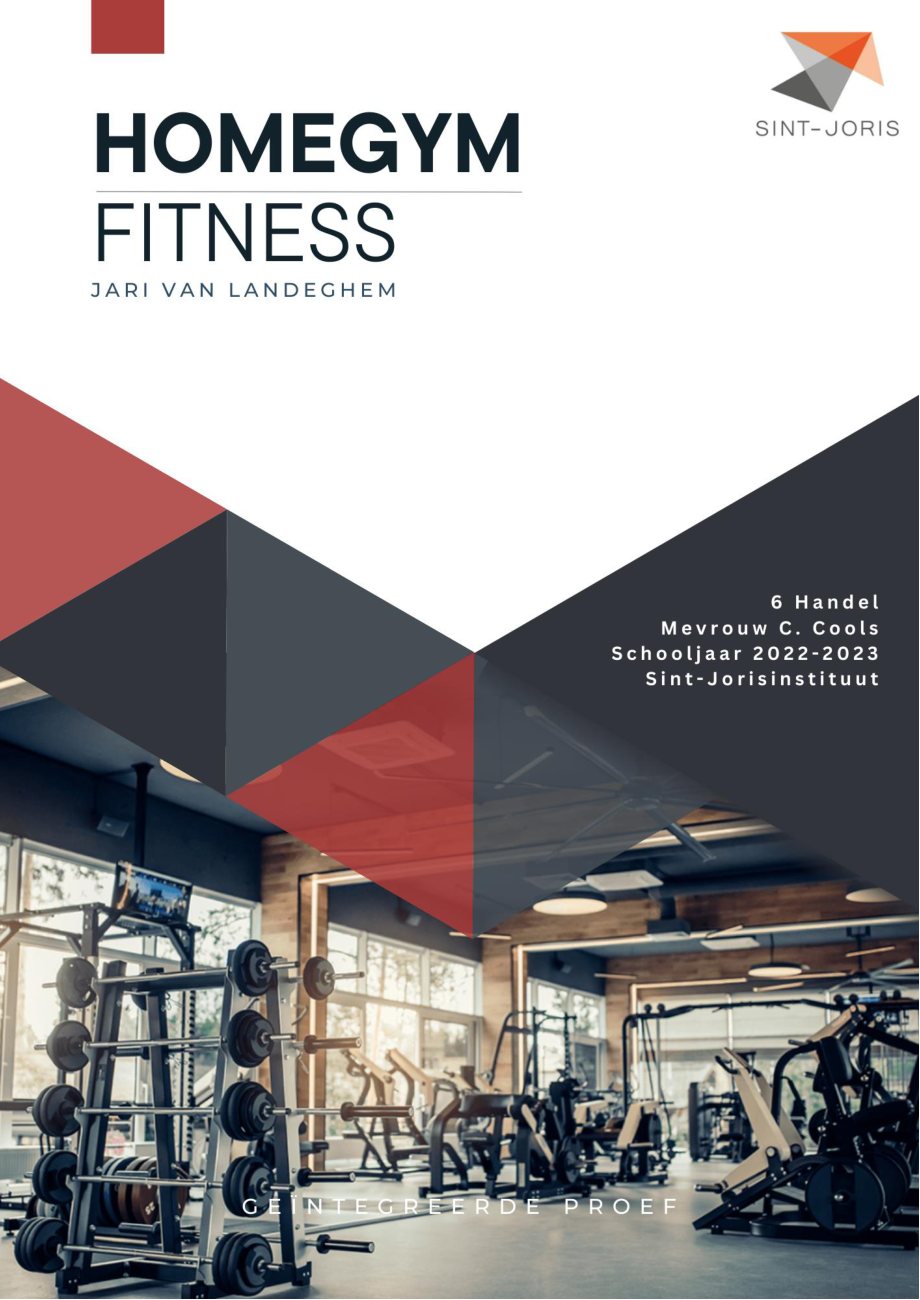 SINT-JORIS
HOMEGYM
FITNESS
JARI VAN LANDEGHEM
6 Handel
Mevrouw C. Cools
Schooljaar 2022-2023
Sint-Jorisinstituut
GEÏNTEGREERDE PROEF